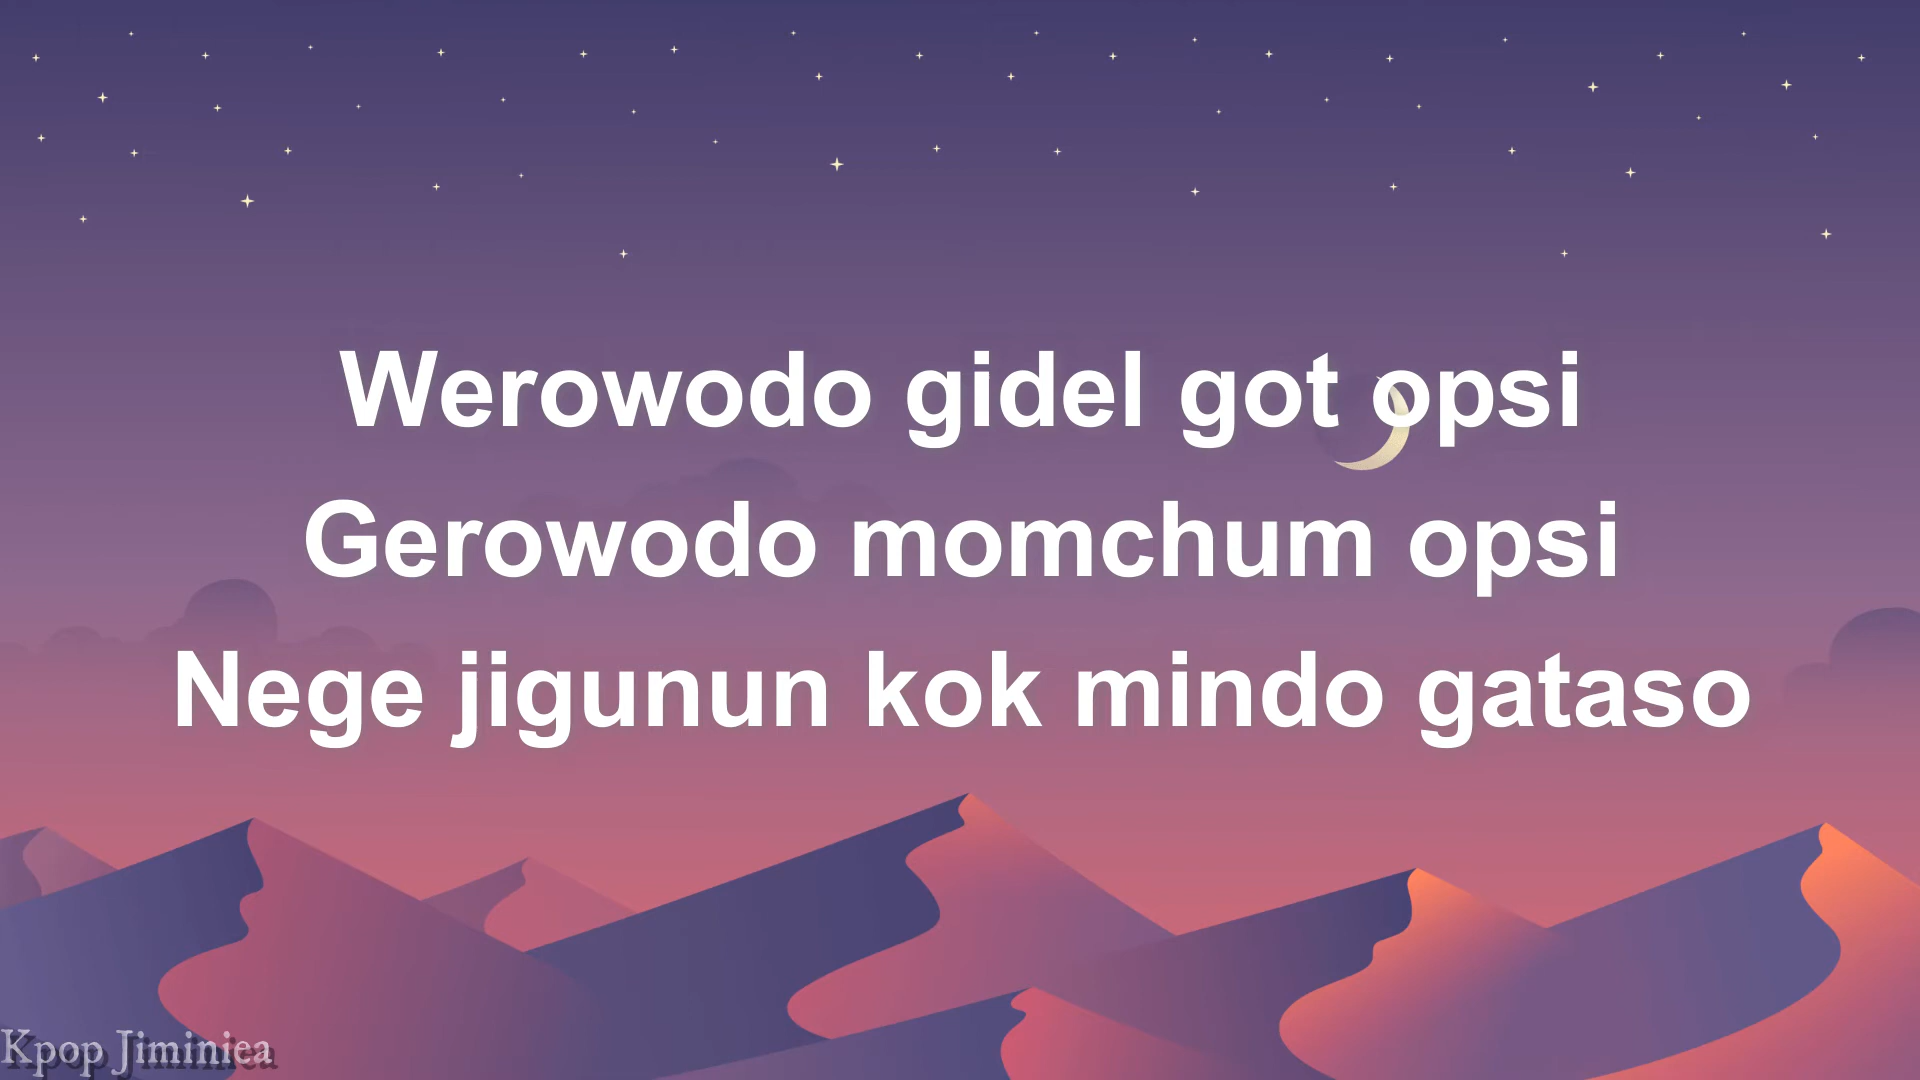 Werowodo gidel got opsi
Gerowodo momchum opsi
Nege jigunun kok mindo gataso
Kpop Jiminiea